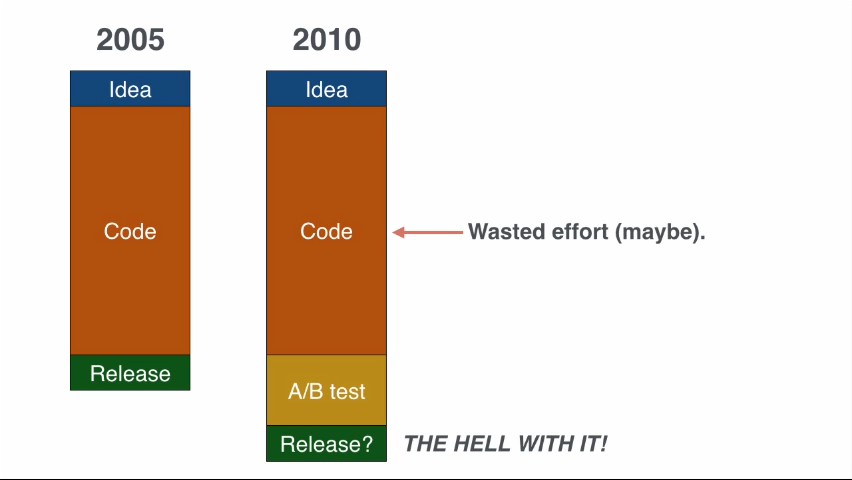 2005
2010
Idea
Idea
Code
Code
Wasted effort (maybe).
Release
A/B test
Release?
THE HELL WITH IT!